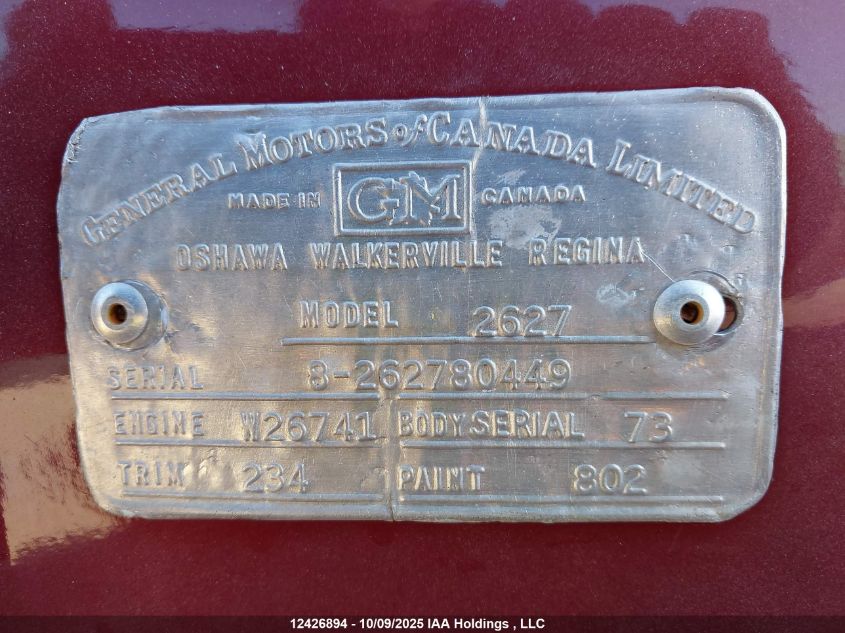 GENERAL MOTORS of CANADA LIMITED
MADE IN GM CANADA
OSHAWA WALKERVILLE REGINA
MODEL 2627
SERIAL 8-262780449
ENGINE W26741 BODY SERIAL 73
TRIM 234 PAINT 802
12426894 - 10/09/2025 IAA Holdings , LLC